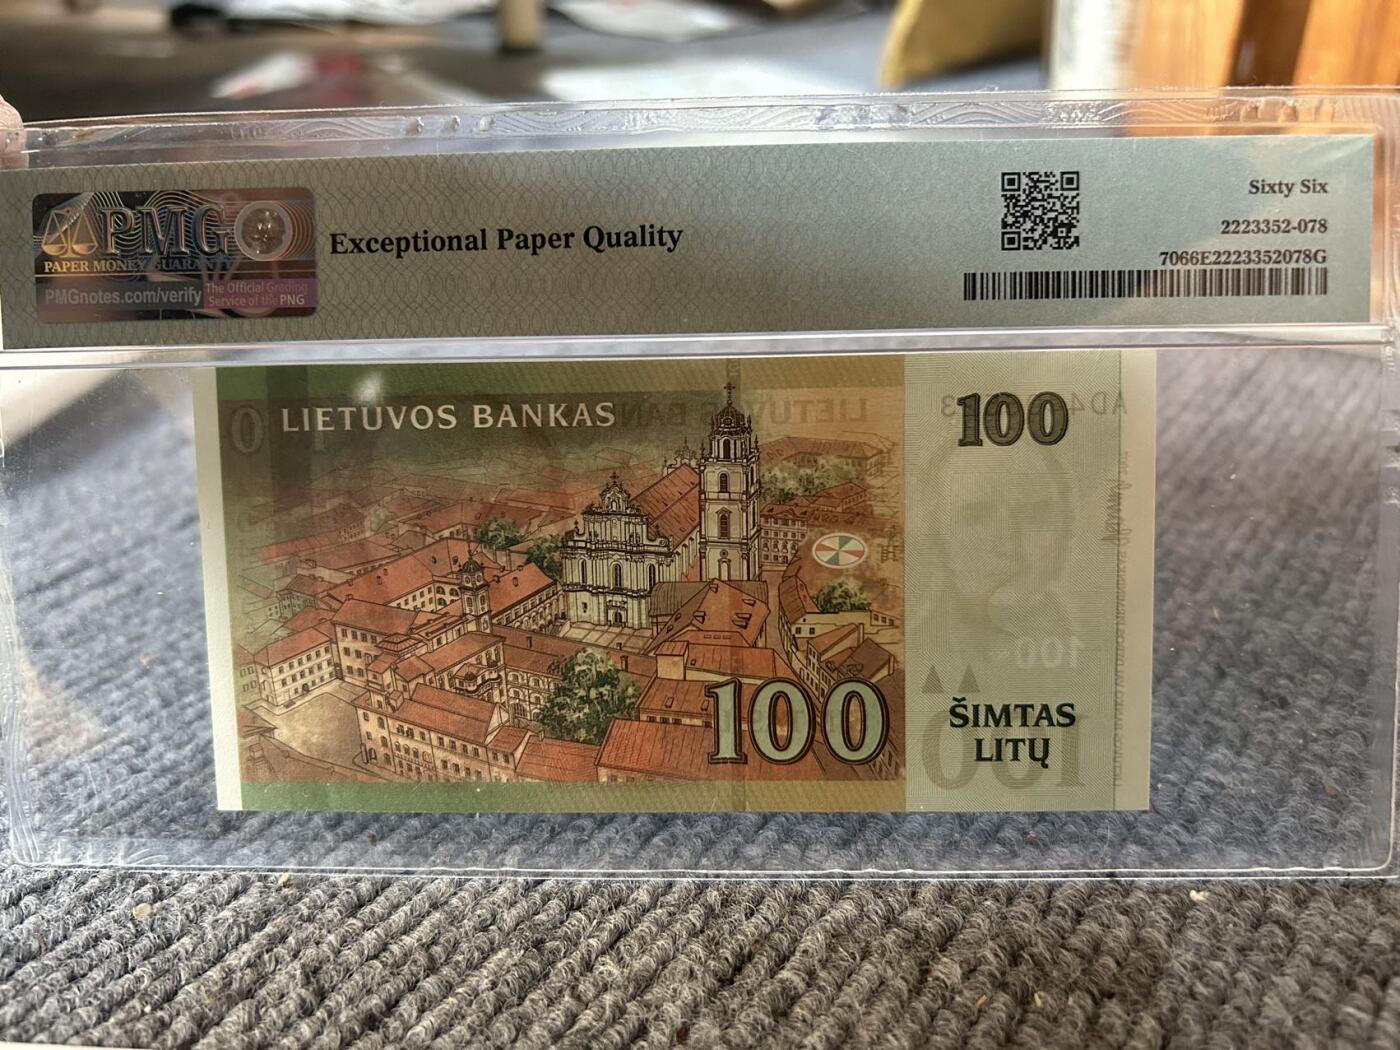 PMG
PAPER MONEY GUARANTY
PMGnotes.com/verify
The Official Grading
Service of the PNG
Exceptional Paper Quality
Sixty Six
2223352-078
7066E2223352078G
LIETUVOS BANKAS
100
100
ŠIMTAS
LITŲ